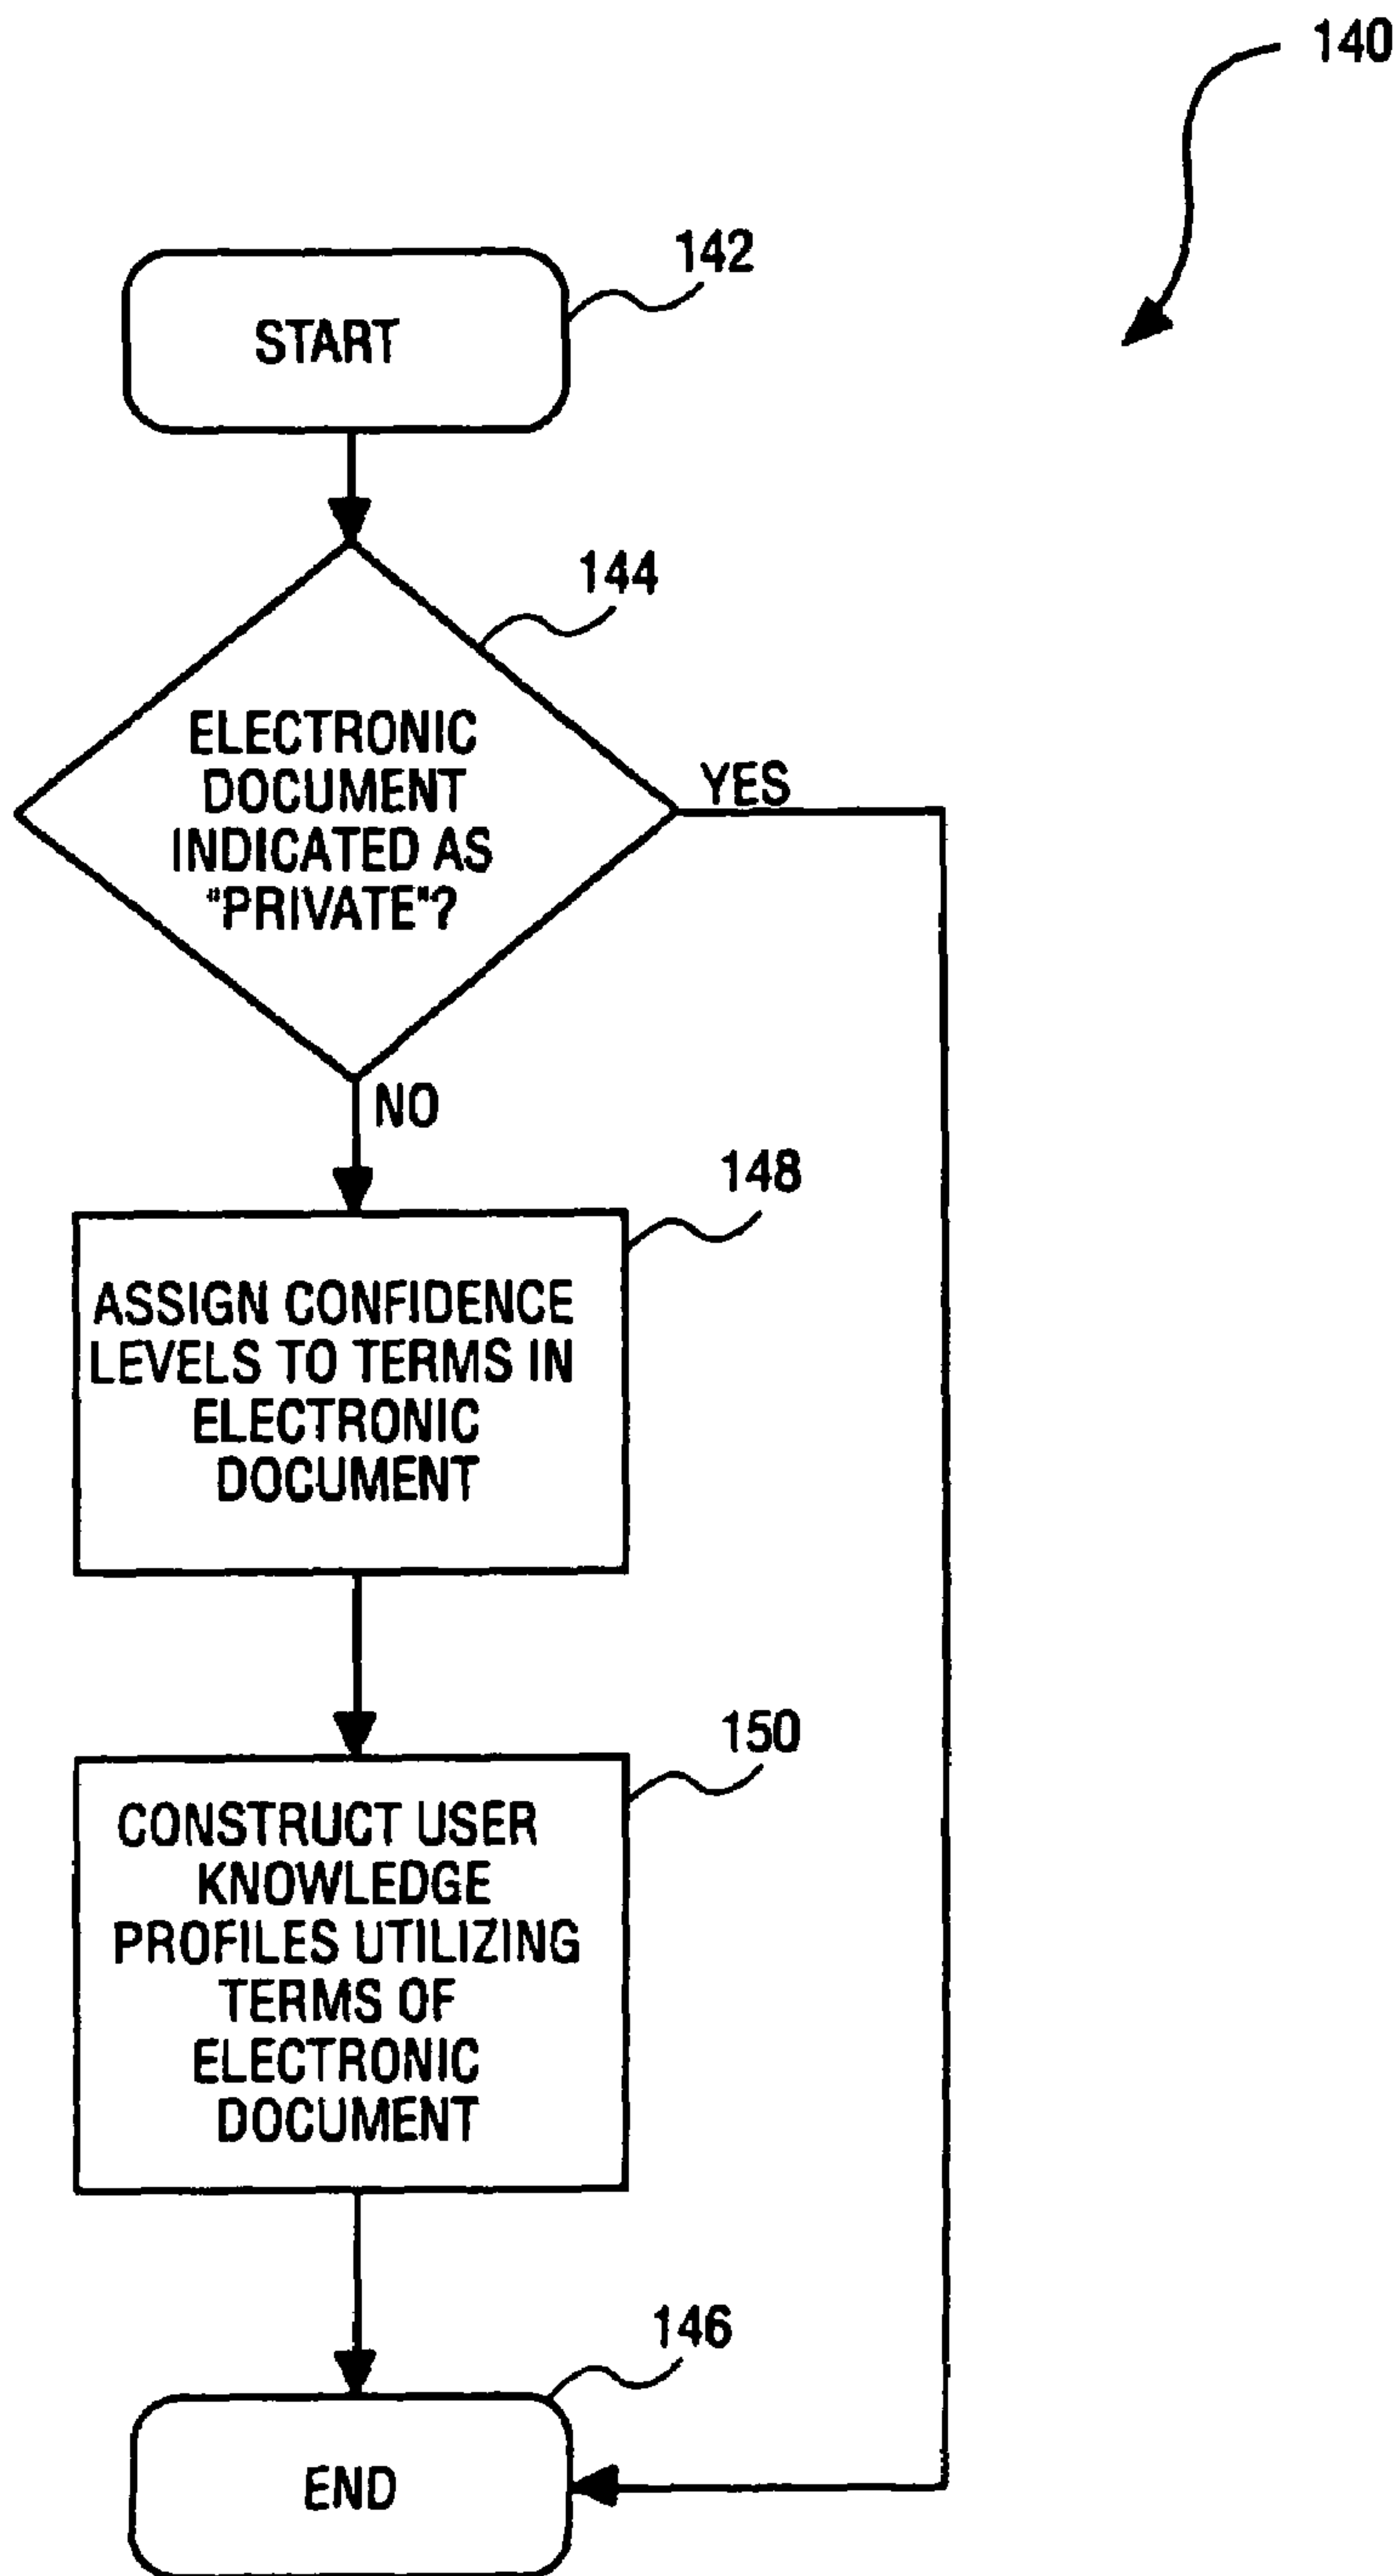 140
142
START
144
ELECTRONIC
DOCUMENT
INDICATED AS
"PRIVATE"?
YES
NO
148
ASSIGN CONFIDENCE
LEVELS TO TERMS IN
ELECTRONIC
DOCUMENT
150
CONSTRUCT USER
KNOWLEDGE
PROFILES UTILIZING
TERMS OF
ELECTRONIC
DOCUMENT
146
END